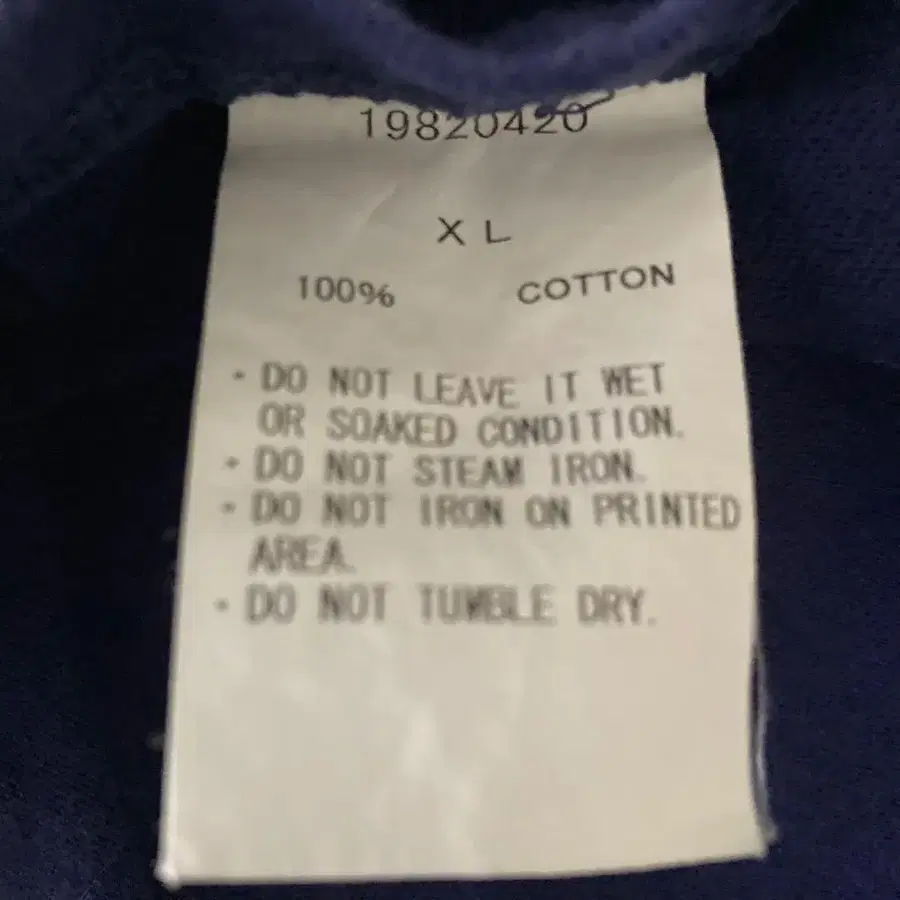 19820420
XL
100% COTTON
・DO NOT LEAVE IT WET
OR SOAKED CONDITION.
・DO NOT STEAM IRON.
・DO NOT IRON ON PRINTED
AREA.
・DO NOT TUMBLE DRY.